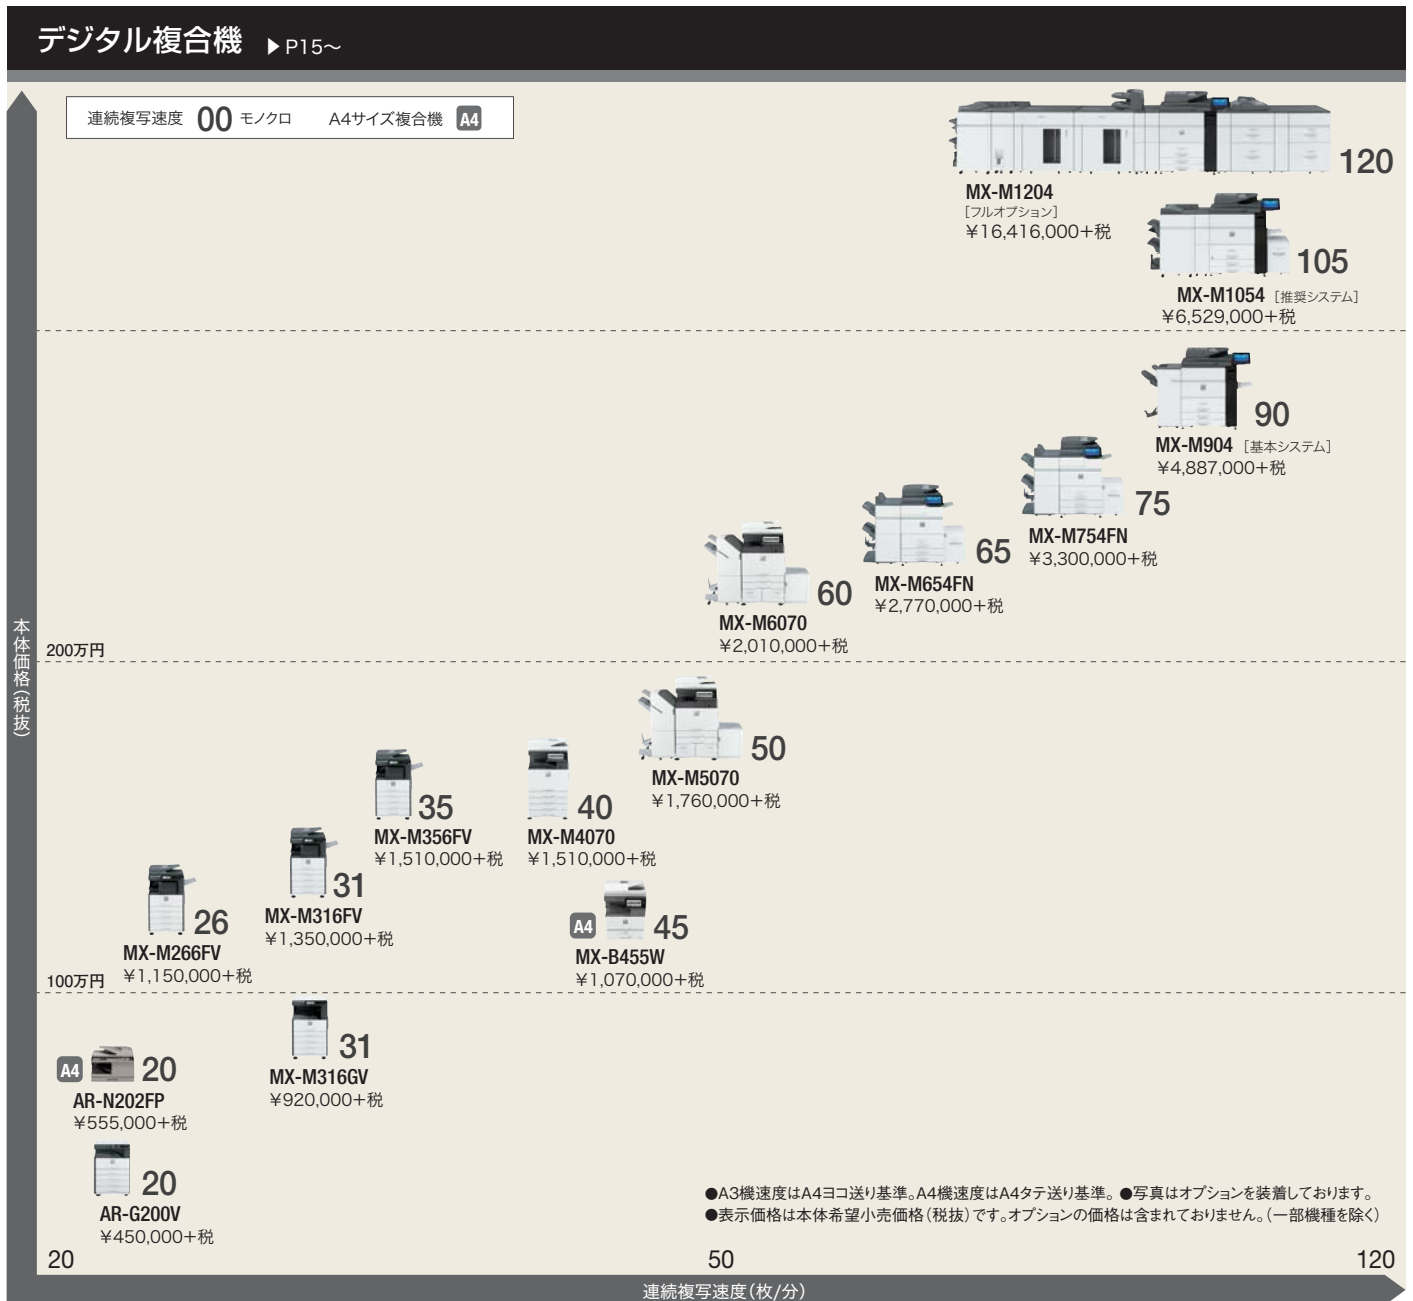 デジタル複合機 ▶P15〜
連続複写速度 00 モノクロ A4サイズ複合機 A4
120
MX-M1204
[フルオプション]
¥16,416,000+税
105
MX-M1054 [推奨システム]
¥6,529,000+税
90
MX-M904 [基本システム]
¥4,887,000+税
75
MX-M754FN
¥3,300,000+税
65
MX-M654FN
¥2,770,000+税
60
MX-M6070
¥2,010,000+税
本体価格(税抜)
200万円
50
MX-M5070
¥1,760,000+税
35
MX-M356FV
¥1,510,000+税
40
MX-M4070
¥1,510,000+税
31
MX-M316FV
¥1,350,000+税
26
MX-M266FV
¥1,150,000+税
A4 45
MX-B455W
¥1,070,000+税
100万円
31
MX-M316GV
¥920,000+税
A4 20
AR-N202FP
¥555,000+税
20
AR-G200V
¥450,000+税
●A3機速度はA4ヨコ送り基準。A4機速度はA4タテ送り基準。 ●写真はオプションを装着しております。
●表示価格は本体希望小売価格(税抜)です。オプションの価格は含まれておりません。(一部機種を除く)
20 50 120
連続複写速度(枚/分)